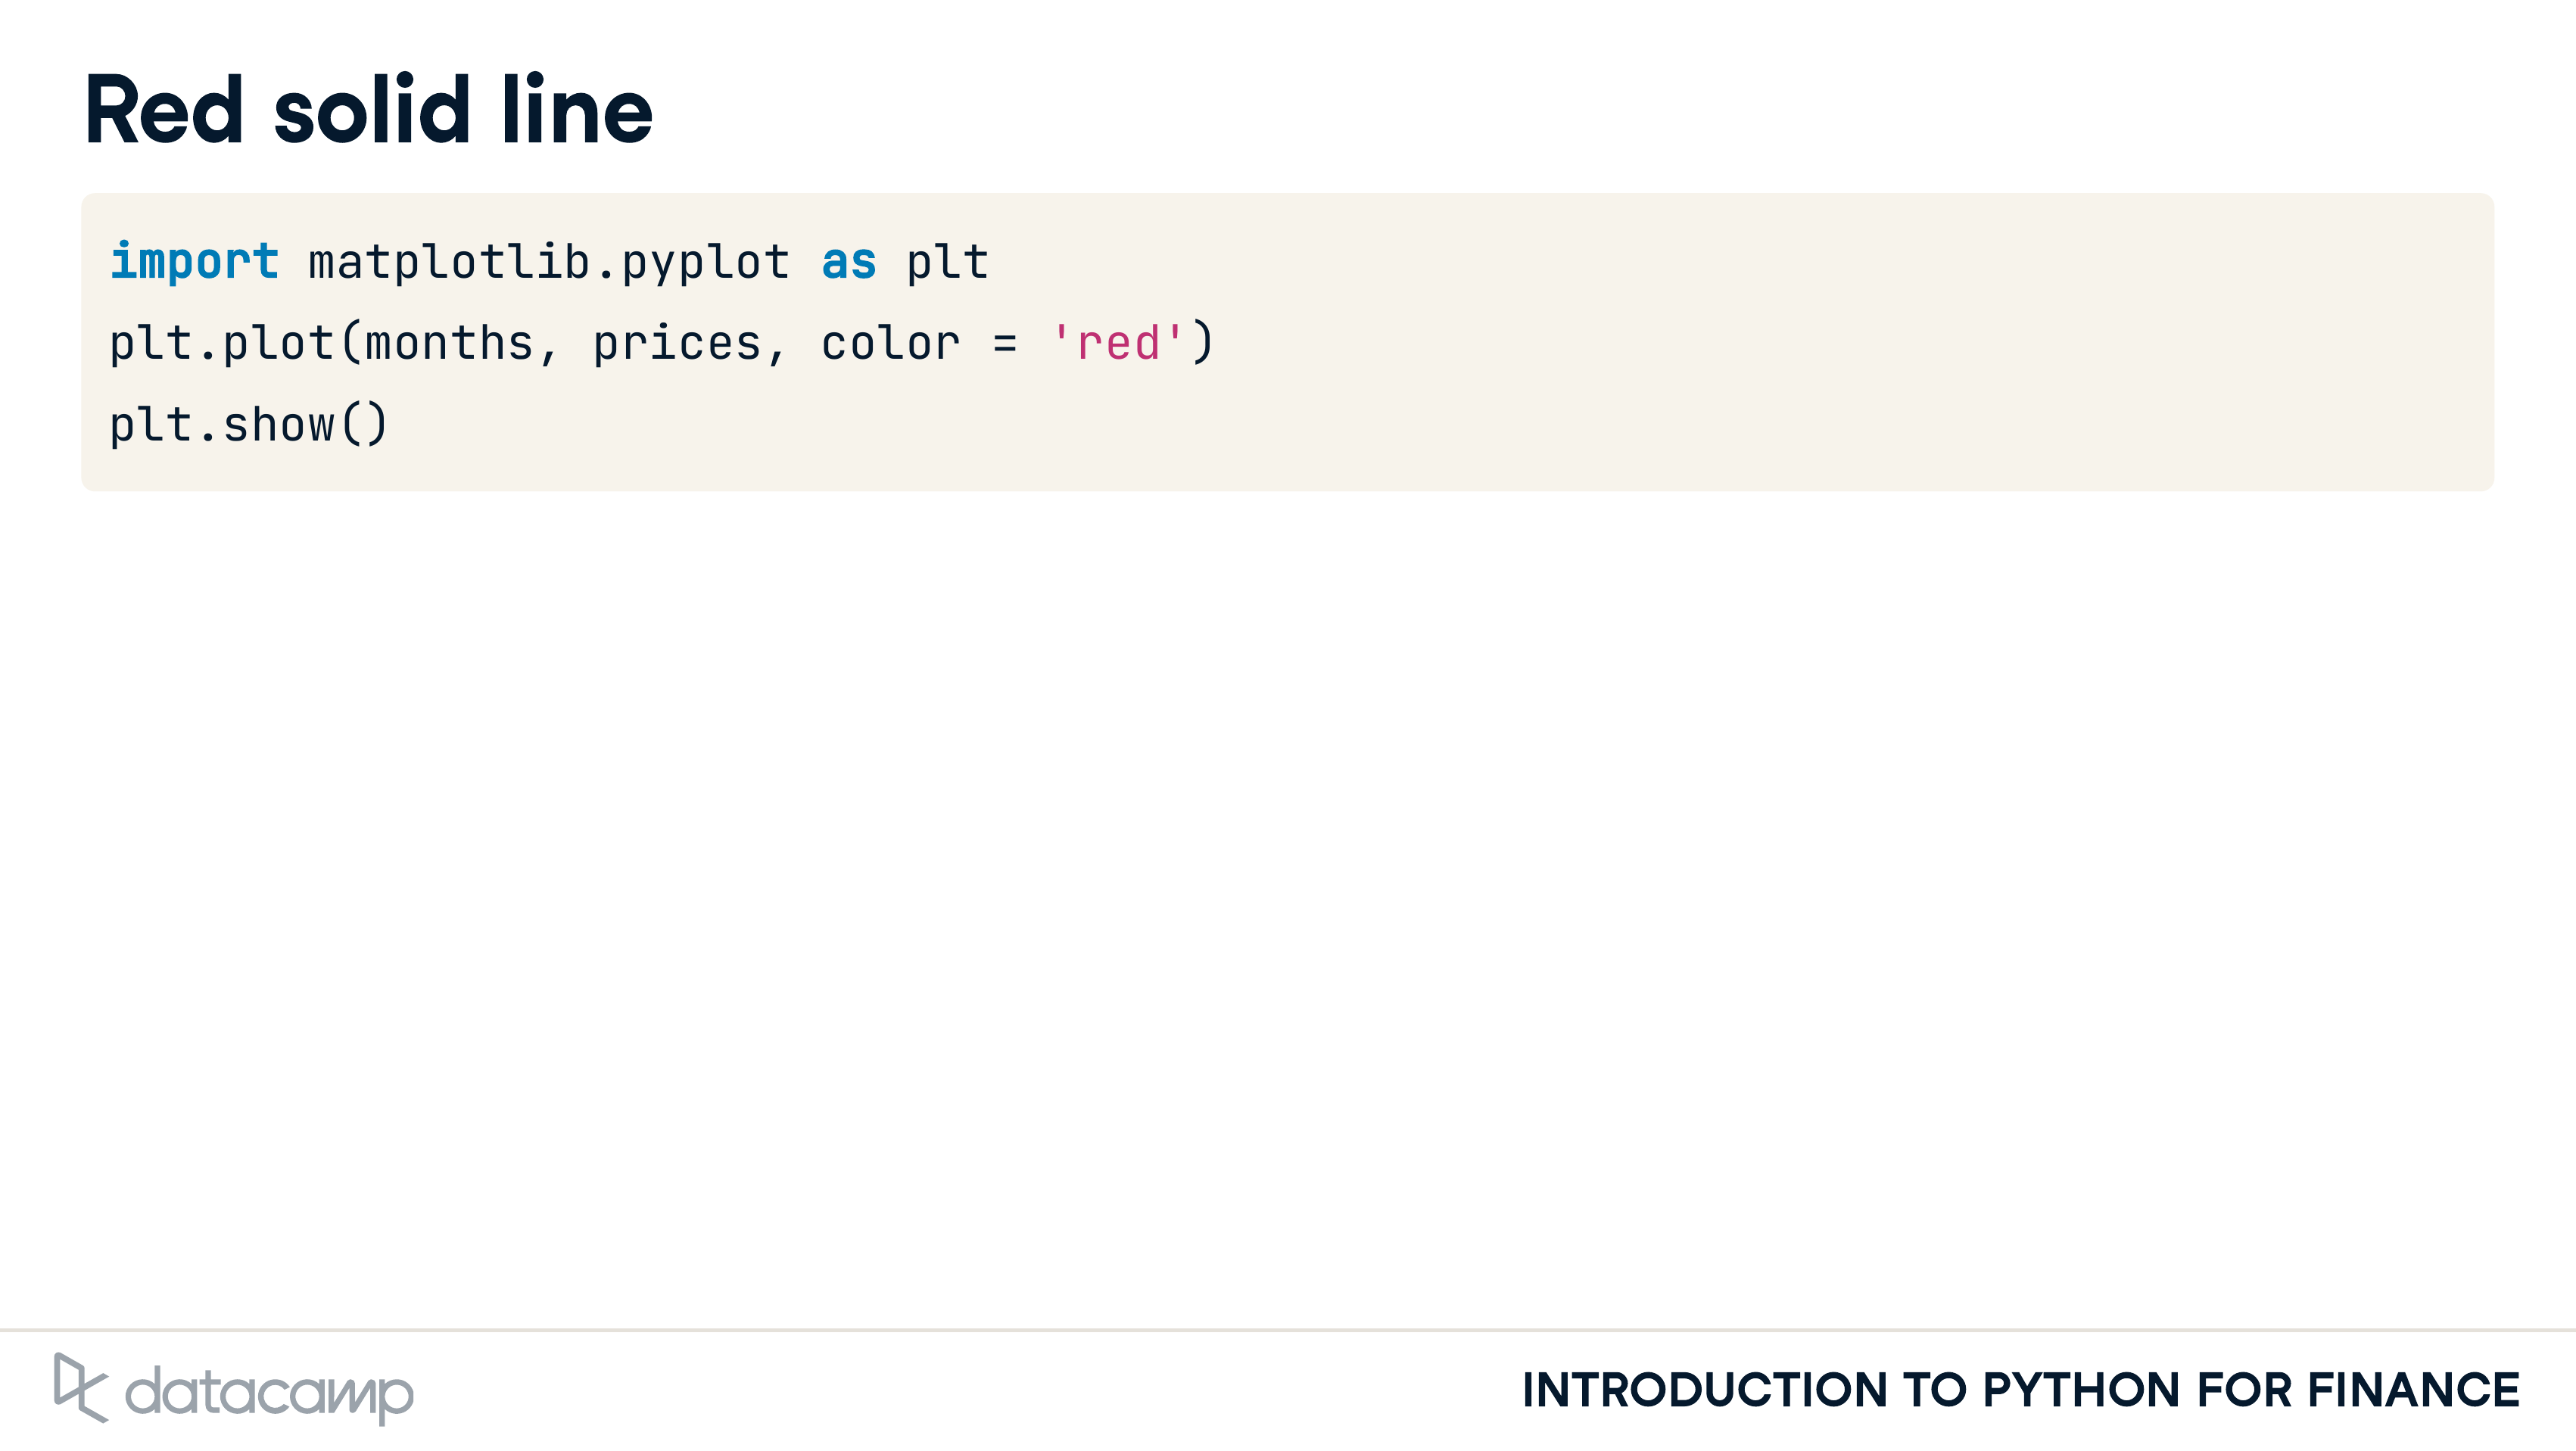 Red solid line
import matplotlib.pyplot as plt
plt.plot(months, prices, color = 'red')
plt.show()
datacamp
INTRODUCTION TO PYTHON FOR FINANCE